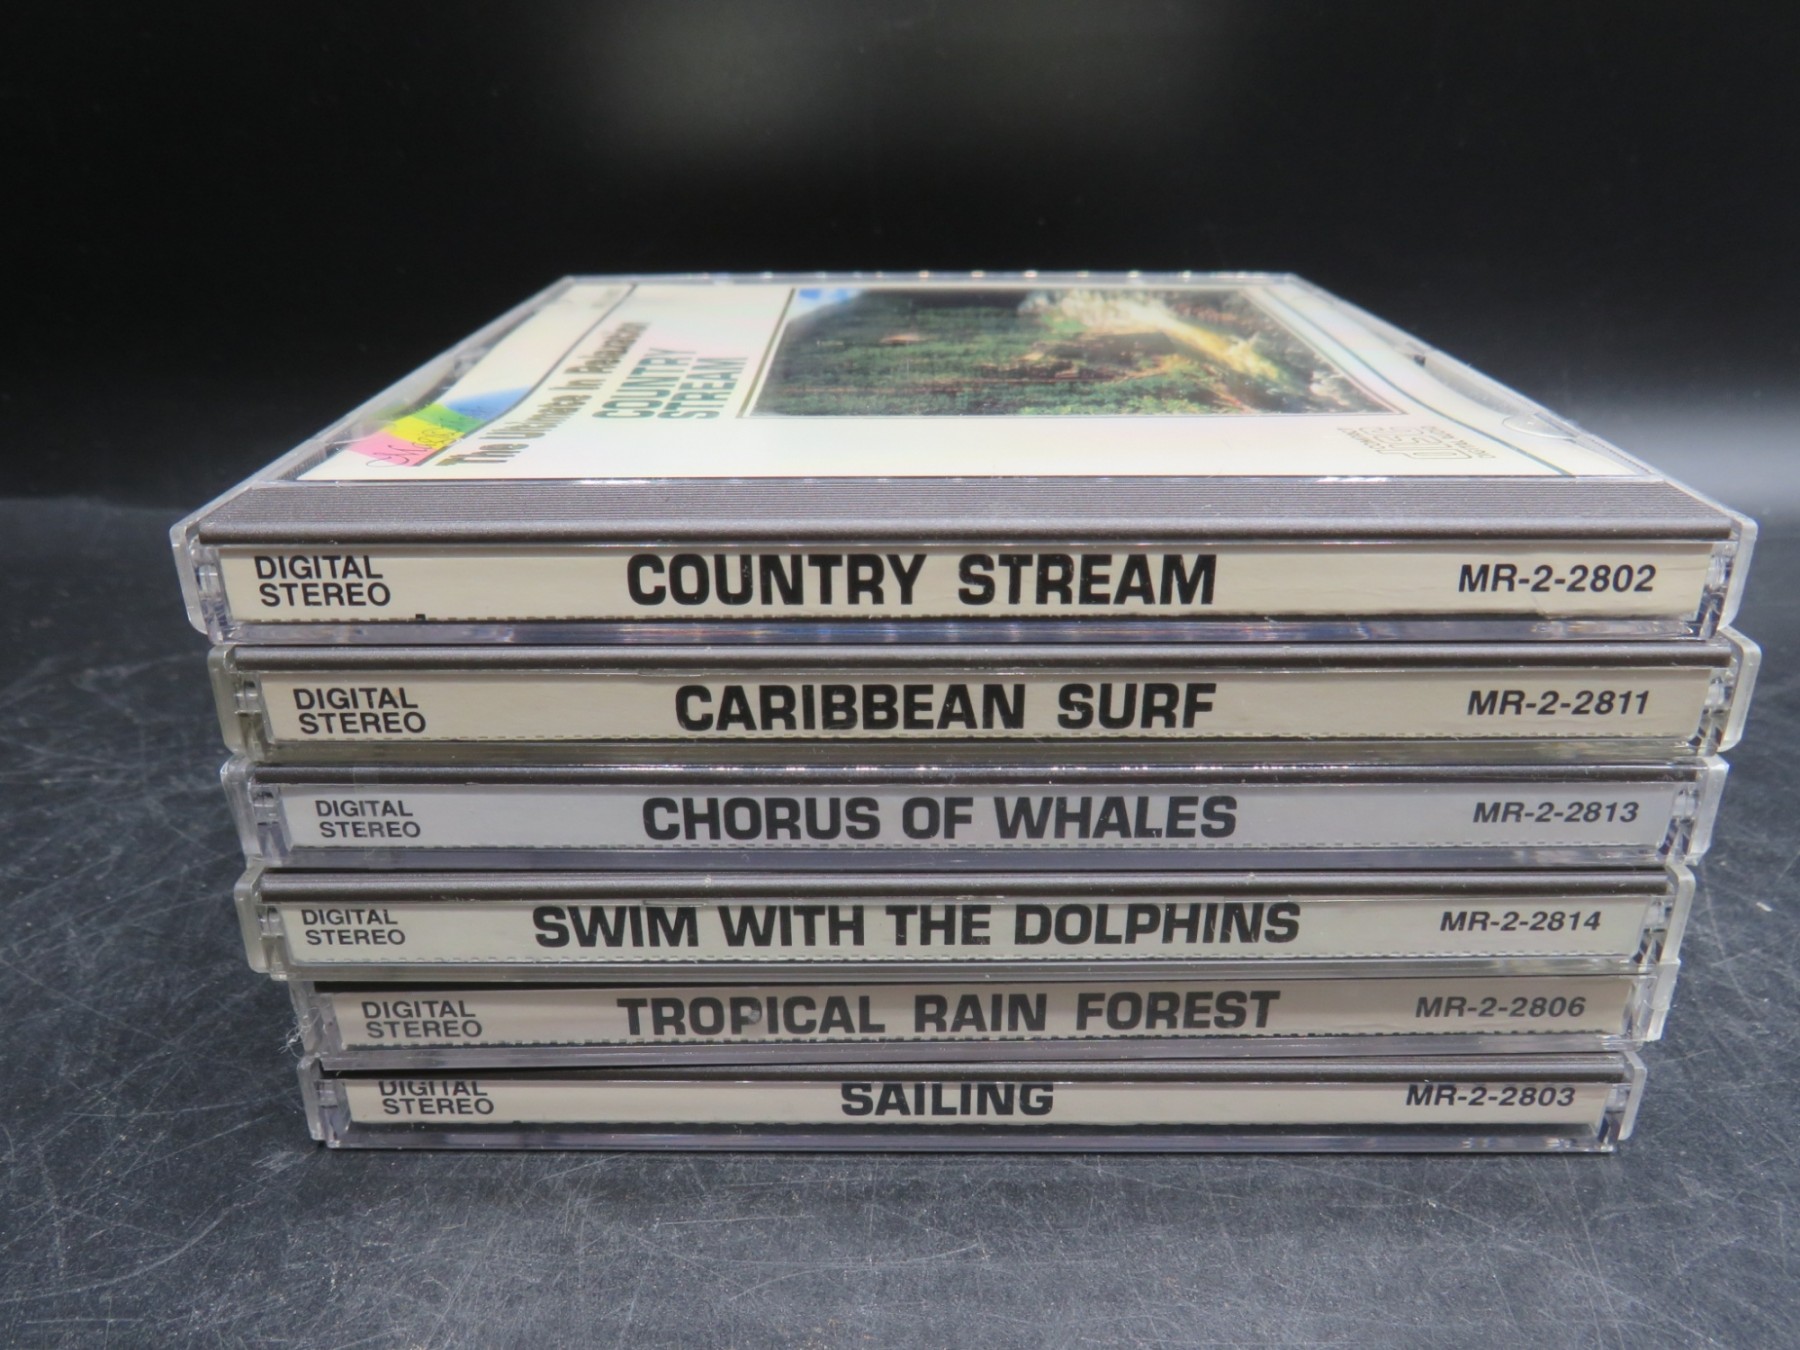 The Ultimate In Relaxation
COUNTRY
STREAM
DIGITAL
STEREO
COUNTRY STREAM
MR-2-2802
DIGITAL
STEREO
CARIBBEAN SURF
MR-2-2811
DIGITAL
STEREO
CHORUS OF WHALES
MR-2-2813
DIGITAL
STEREO
SWIM WITH THE DOLPHINS
MR-2-2814
DIGITAL
STEREO
TROPICAL RAIN FOREST
MR-2-2806
DIGITAL
STEREO
SAILING
MR-2-2803